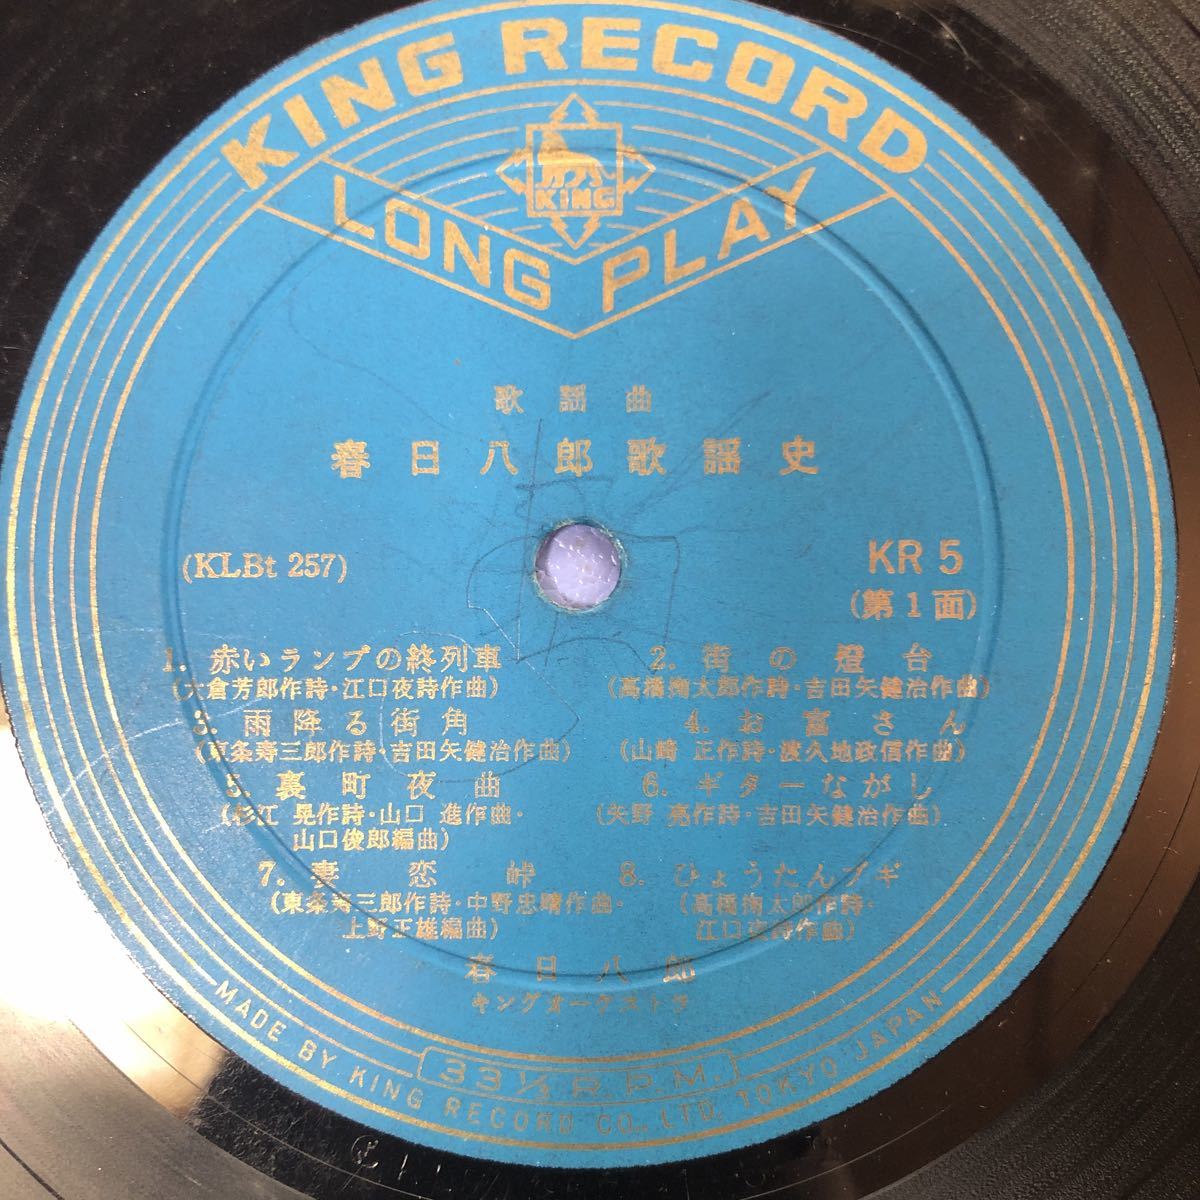 KING RECORD
KING
LONG PLAY
歌謡曲
春日八郎歌謡史
(KLBt 257)
KR 5
(第1面)
1. 赤いランプの終列車
(大倉芳郎作詩・江口夜詩作曲)
2. 街の燈台
(高橋掬太郎作詩・吉田矢健治作曲)
3. 雨降る街角
(東条寿三郎作詩・吉田矢健治作曲)
4. お富さん
(山崎 正作詩・渡久地政信作曲)
5. 裏町夜曲
(杉江 晃作詩・山口 進作曲・
山口俊郎編曲)
6. ギターながし
(矢野 亮作詩・吉田矢健治作曲)
7. 妻恋峠
(東条寿三郎作詩・中野忠晴作曲・
上野正雄編曲)
8. ひょうたんブギ
(高橋掬太郎作詩・
江口夜詩作曲)
春日八郎
キングオーケストラ
33⅓ R.P.M.
MADE BY KING RECORD CO., LTD. TOKYO JAPAN